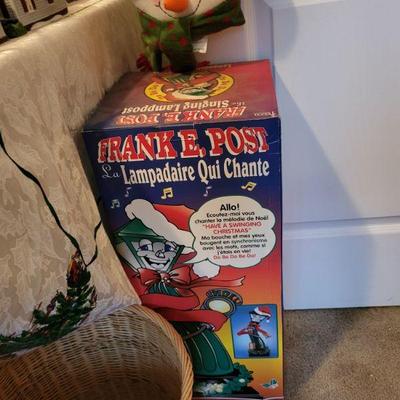 FRANK E. POST
The Singing Lamppost
FRANK E. POST
La Lampadaire Qui Chante
Allo!
Ecoutez-moi vous
chanter la mélodie de Noël
"HAVE A SWINGING
CHRISTMAS"
Ma bouche et mes yeux
bougent en synchronisme
avec les mots, comme si
j'étais en vie!
Do Be Do Be Do!